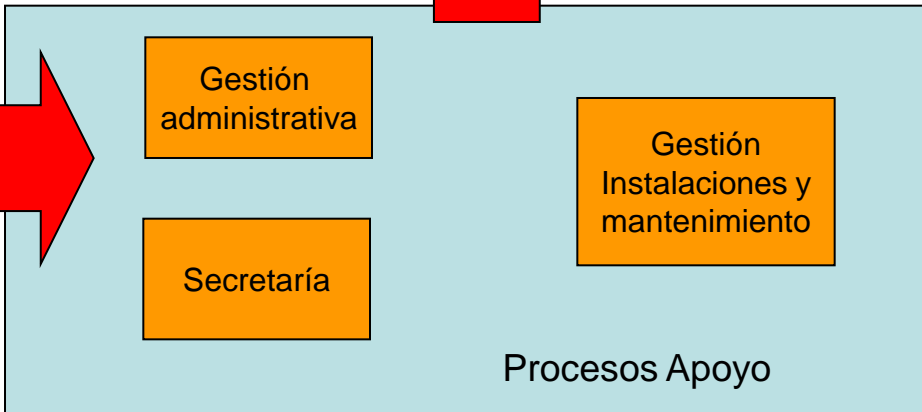 Gestión
administrativa
Gestión
Instalaciones y
mantenimiento
Secretaría
Procesos Apoyo